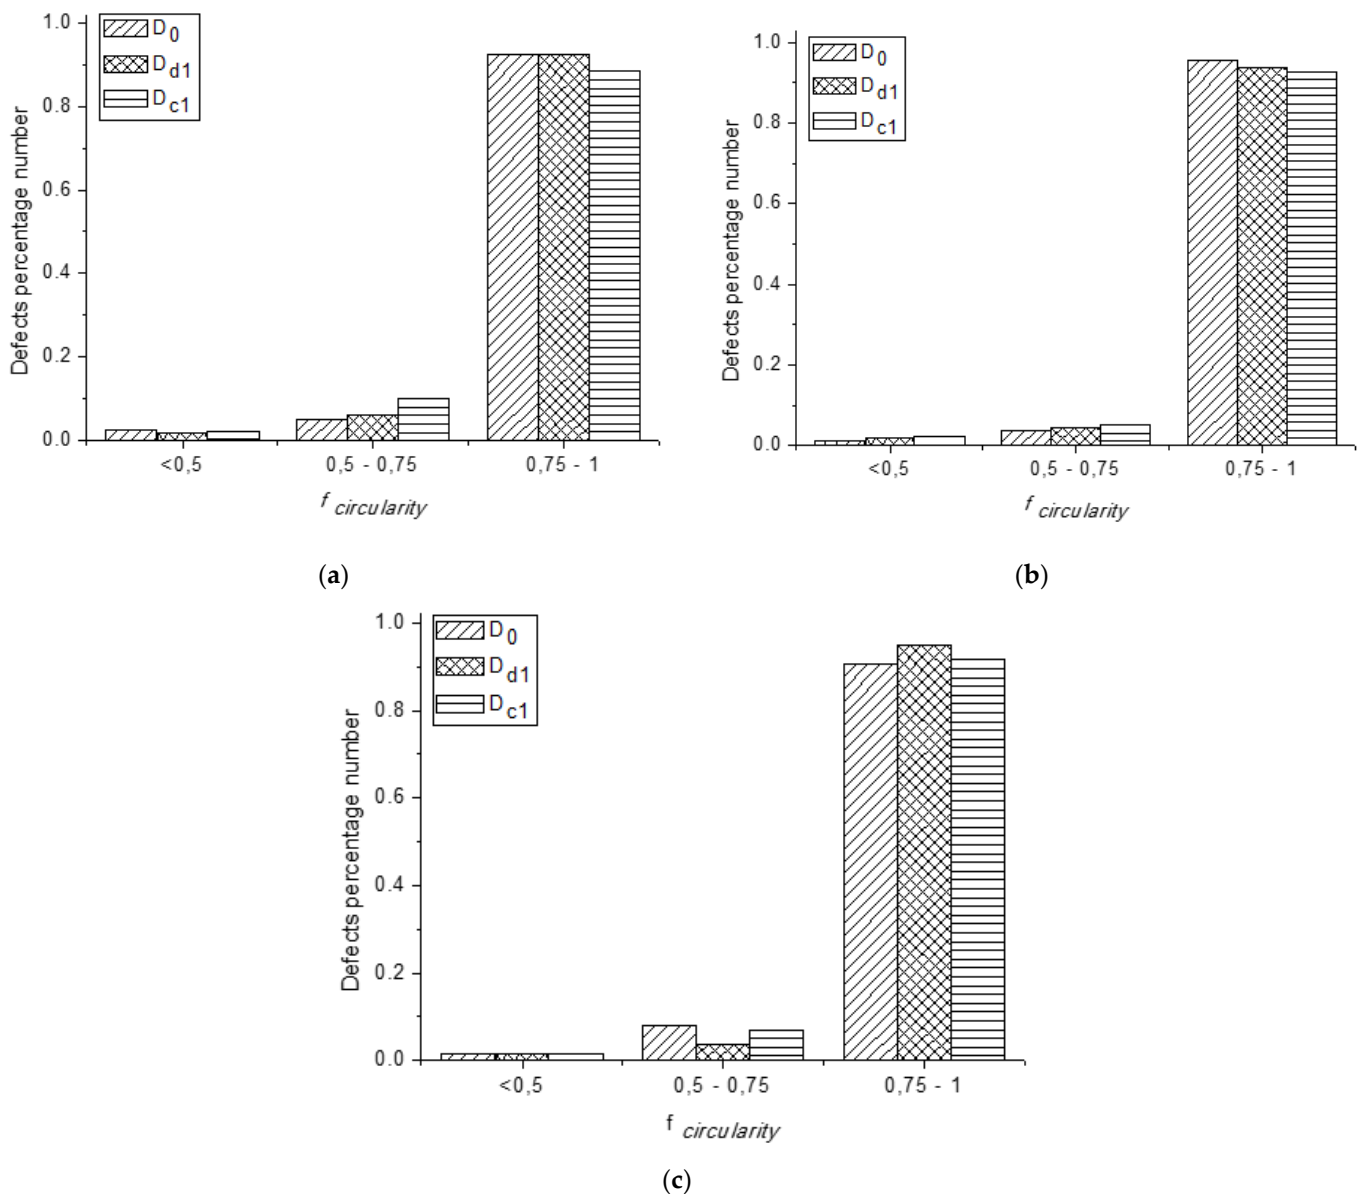 Defects percentage number
1.0
0.8
0.6
0.4
0.2
0.0
D0
Dd1
Dc1
<0,5
0,5 - 0,75
0,75 - 1
f circularity
(a)
Defects percentage number
1.0
0.8
0.6
0.4
0.2
0.0
D0
Dd1
Dc1
<0,5
0,5 - 0,75
0,75 - 1
f circularity
(b)
Defects percentage number
1.0
0.8
0.6
0.4
0.2
0.0
D0
Dd1
Dc1
<0,5
0,5 - 0,75
0,75 - 1
f circularity
(c)